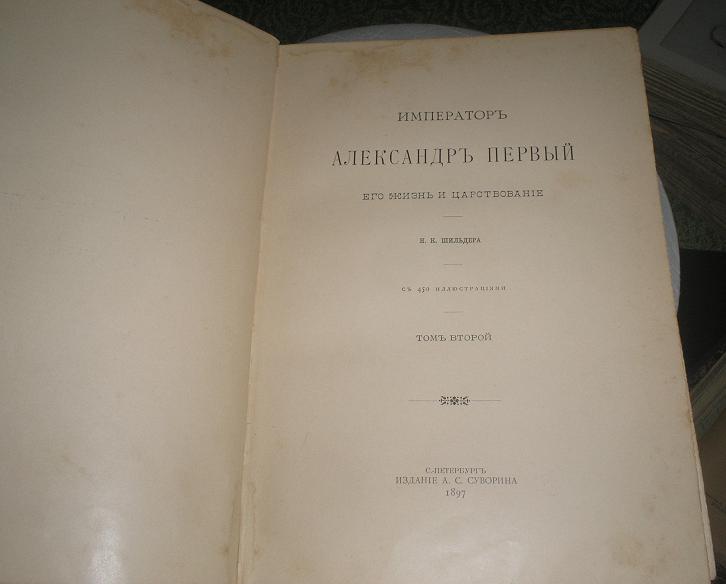 ИМПЕРАТОРЪ
АЛЕКСАНДРЪ ПЕРВЫЙ
ЕГО ЖИЗНЬ И ЦАРСТВОВАНІЕ
Н. К. ШИЛЬДЕРА
СЪ 450 ИЛЛЮСТРАЦІЯМИ
ТОМЪ ВТОРОЙ
С.-ПЕТЕРБУРГЪ
ИЗДАНІЕ А. С. СУВОРИНА
1897